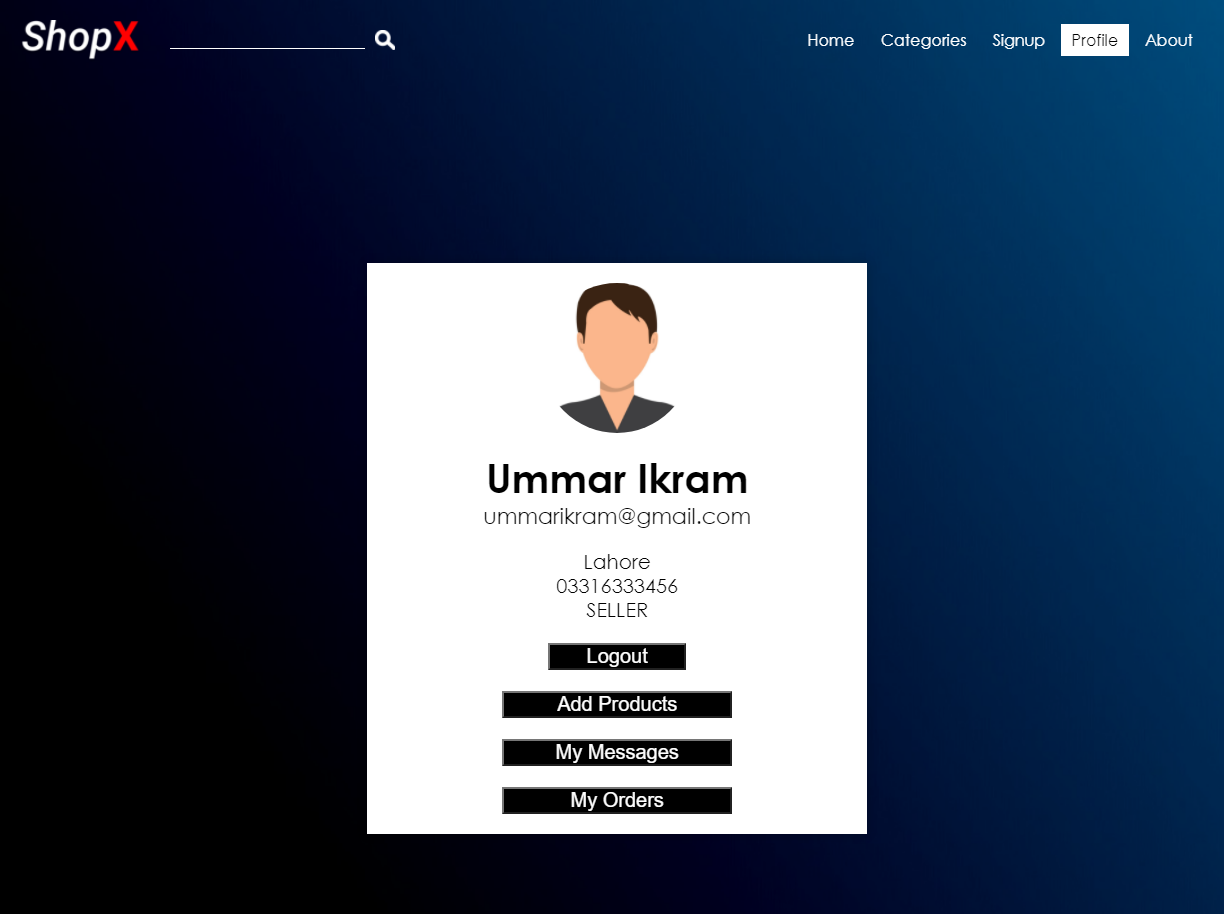 ShopX
Home Categories Signup Profile About
Ummar Ikram
ummarikram@gmail.com
Lahore
03316333456
SELLER
Logout
Add Products
My Messages
My Orders